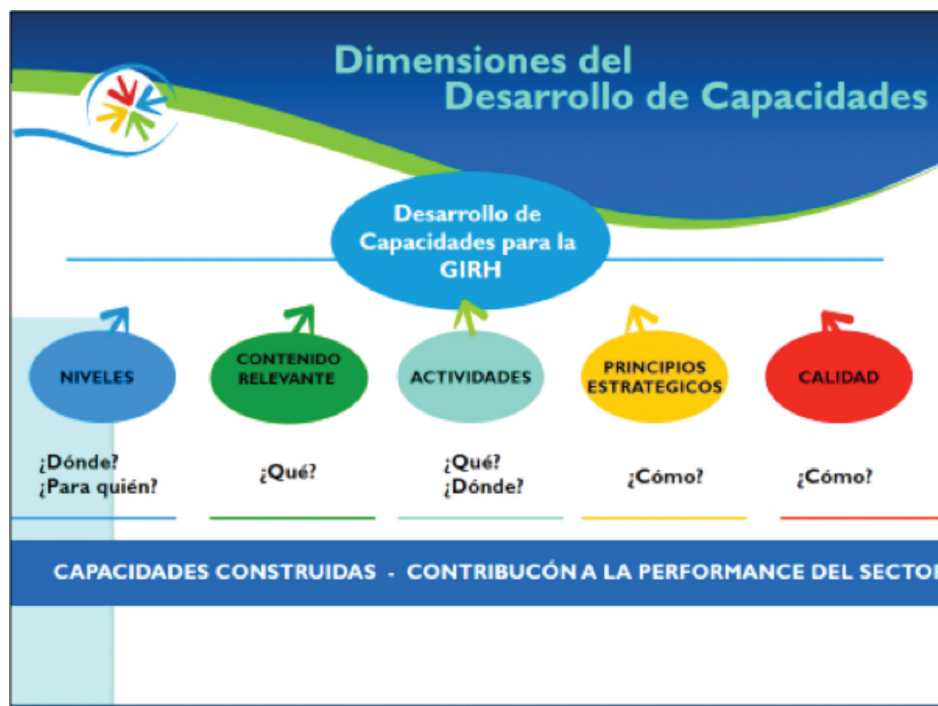 Dimensiones del
Desarrollo de Capacidades
Desarrollo de
Capacidades para la
GIRH
NIVELES
CONTENIDO
RELEVANTE
ACTIVIDADES
PRINCIPIOS
ESTRATEGICOS
CALIDAD
¿Dónde?
¿Para quién?
¿Qué?
¿Qué?
¿Dónde?
¿Cómo?
¿Cómo?
CAPACIDADES CONSTRUIDAS - CONTRIBUCÓN A LA PERFORMANCE DEL SECTOR